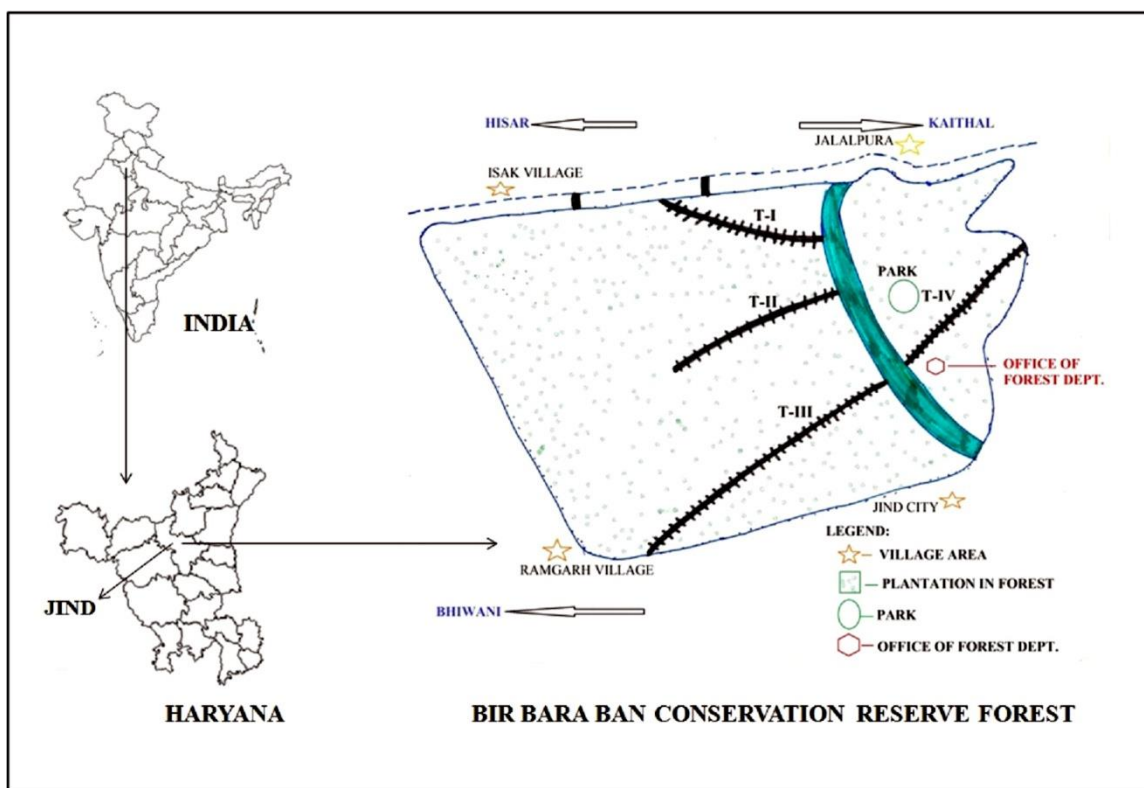 HISAR
KAITHAL
JALALPURA
ISAK VILLAGE
T-I
PARK
T-IV
T-II
INDIA
OFFICE OF
FOREST DEPT.
T-III
JIND CITY
LEGEND:
VILLAGE AREA
RAMGARH VILLAGE
PLANTATION IN FOREST
JIND
BHIWANI
PARK
OFFICE OF FOREST DEPT.
HARYANA
BIR BARA BAN CONSERVATION RESERVE FOREST